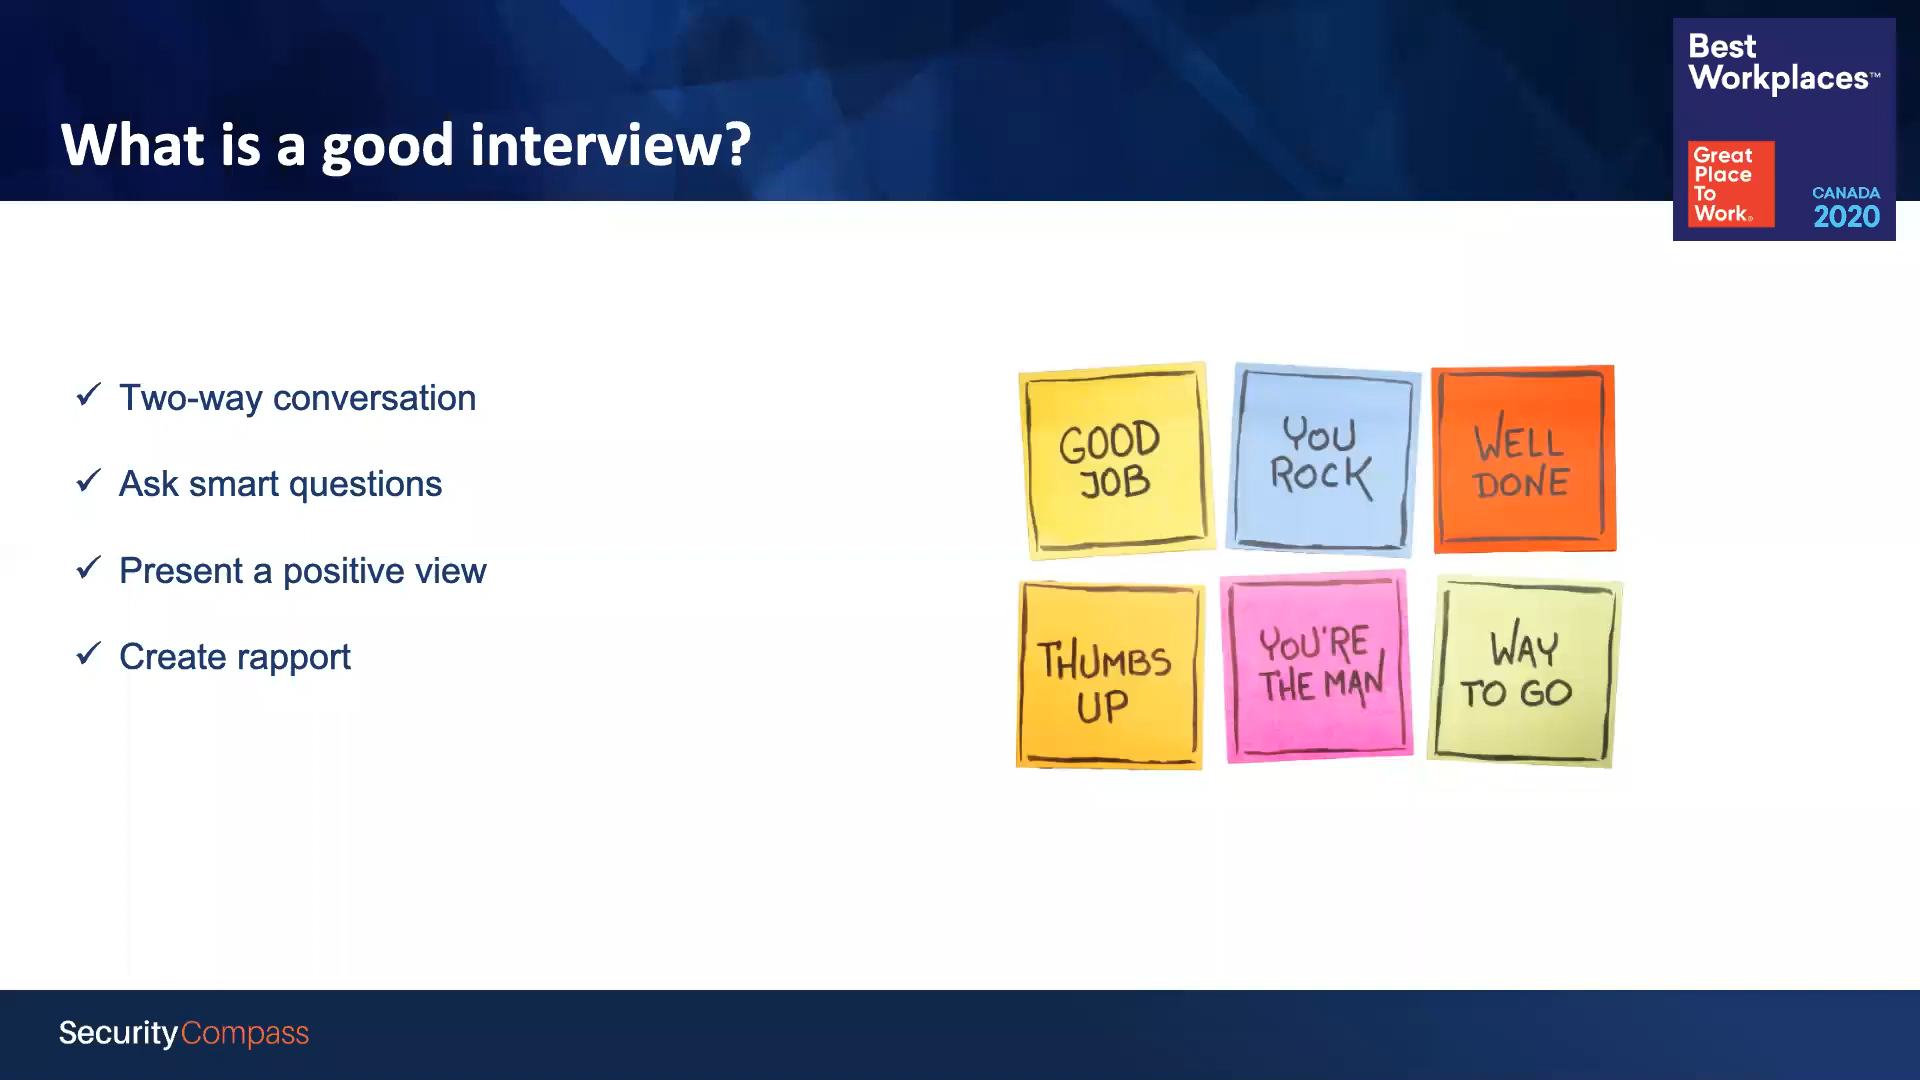 Best
Workplaces™
Great
Place
To
Work®
CANADA
2020
What is a good interview?
✓ Two-way conversation
✓ Ask smart questions
✓ Present a positive view
✓ Create rapport
GOOD
JOB
YOU
ROCK
WELL
DONE
THUMBS
UP
YOU'RE
THE MAN
WAY
TO GO
SecurityCompass